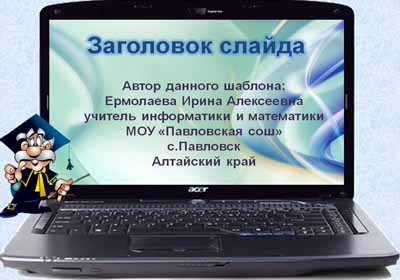 Заголовок слайда
Автор данного шаблона:
Ермолаева Ирина Алексеевна
учитель информатики и математики
МОУ «Павловская сош»
с.Павловск
Алтайский край
acer